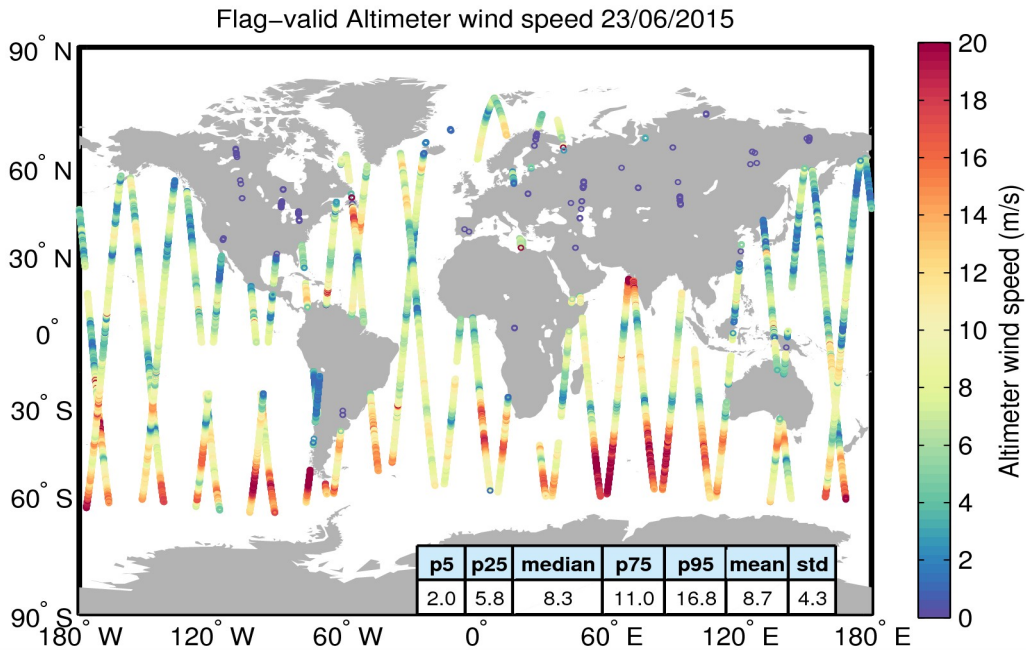 Flag−valid Altimeter wind speed 23/06/2015
90° N
60° N
30° N
0°
30° S
60° S
90° S
180° W
120° W
60° W
0°
60° E
120° E
180° E
p5 p25 median p75 p95 mean std
2.0 5.8 8.3 11.0 16.8 8.7 4.3
20
18
16
14
12
10
8
6
4
2
0
Altimeter wind speed (m/s)